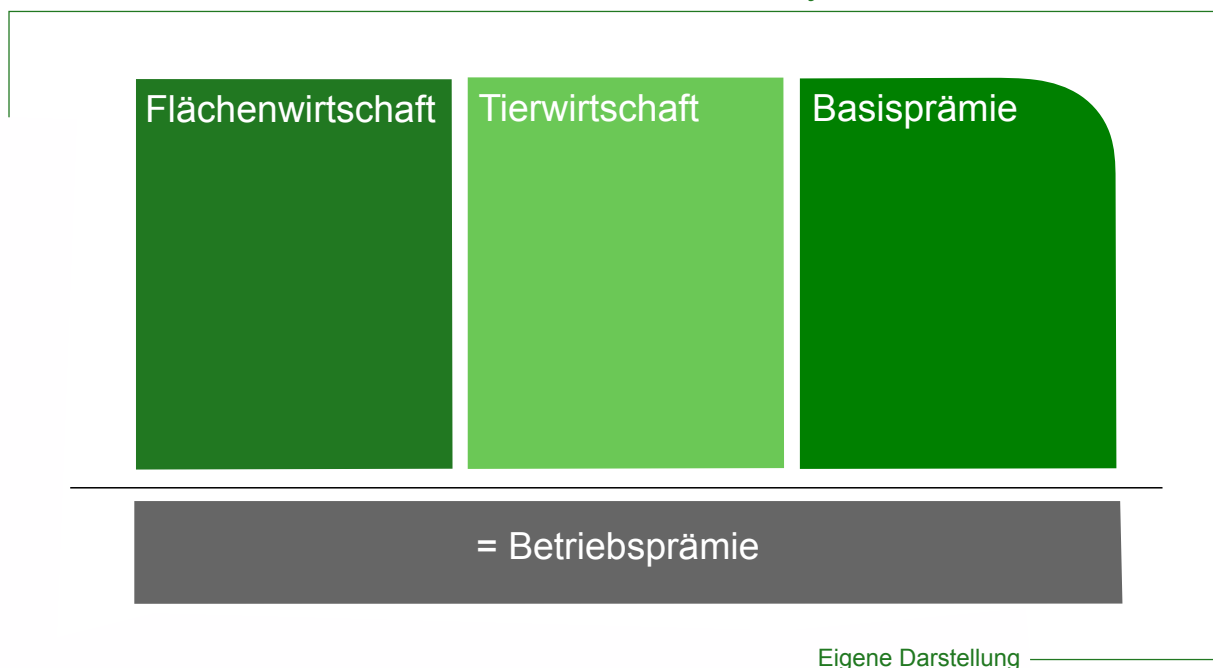 Flächenwirtschaft
Tierwirtschaft
Basisprämie
= Betriebsprämie
Eigene Darstellung